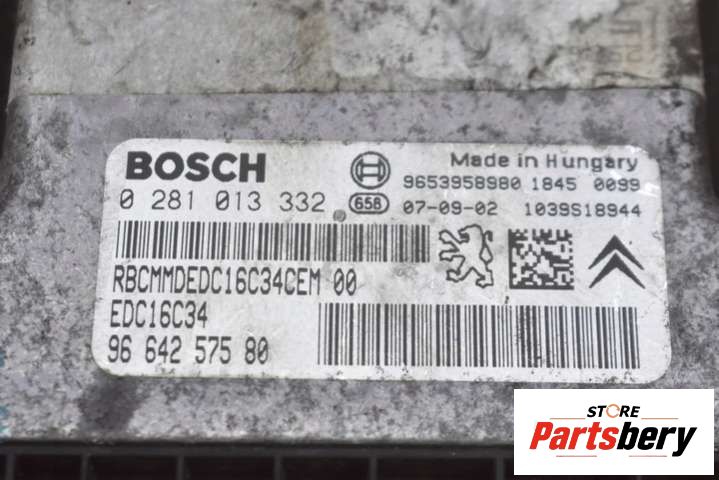 BOSCH
Made in Hungary
0 281 013 332
9653958980 1845 0099
658 07-09-02 1039S18944
RBCMMDEDC16C34CEM 00
EDC16C34
96 642 575 80
STORE
Partsbery